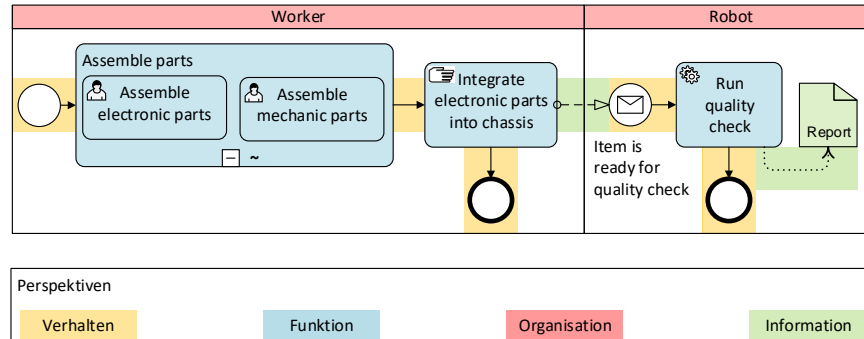 Worker
Robot
Assemble parts
Assemble
electronic parts
Assemble
mechanic parts
Integrate
electronic parts
into chassis
Item is
ready for
quality check
Run
quality
check
Report
~
Perspektiven
Verhalten
Funktion
Organisation
Information